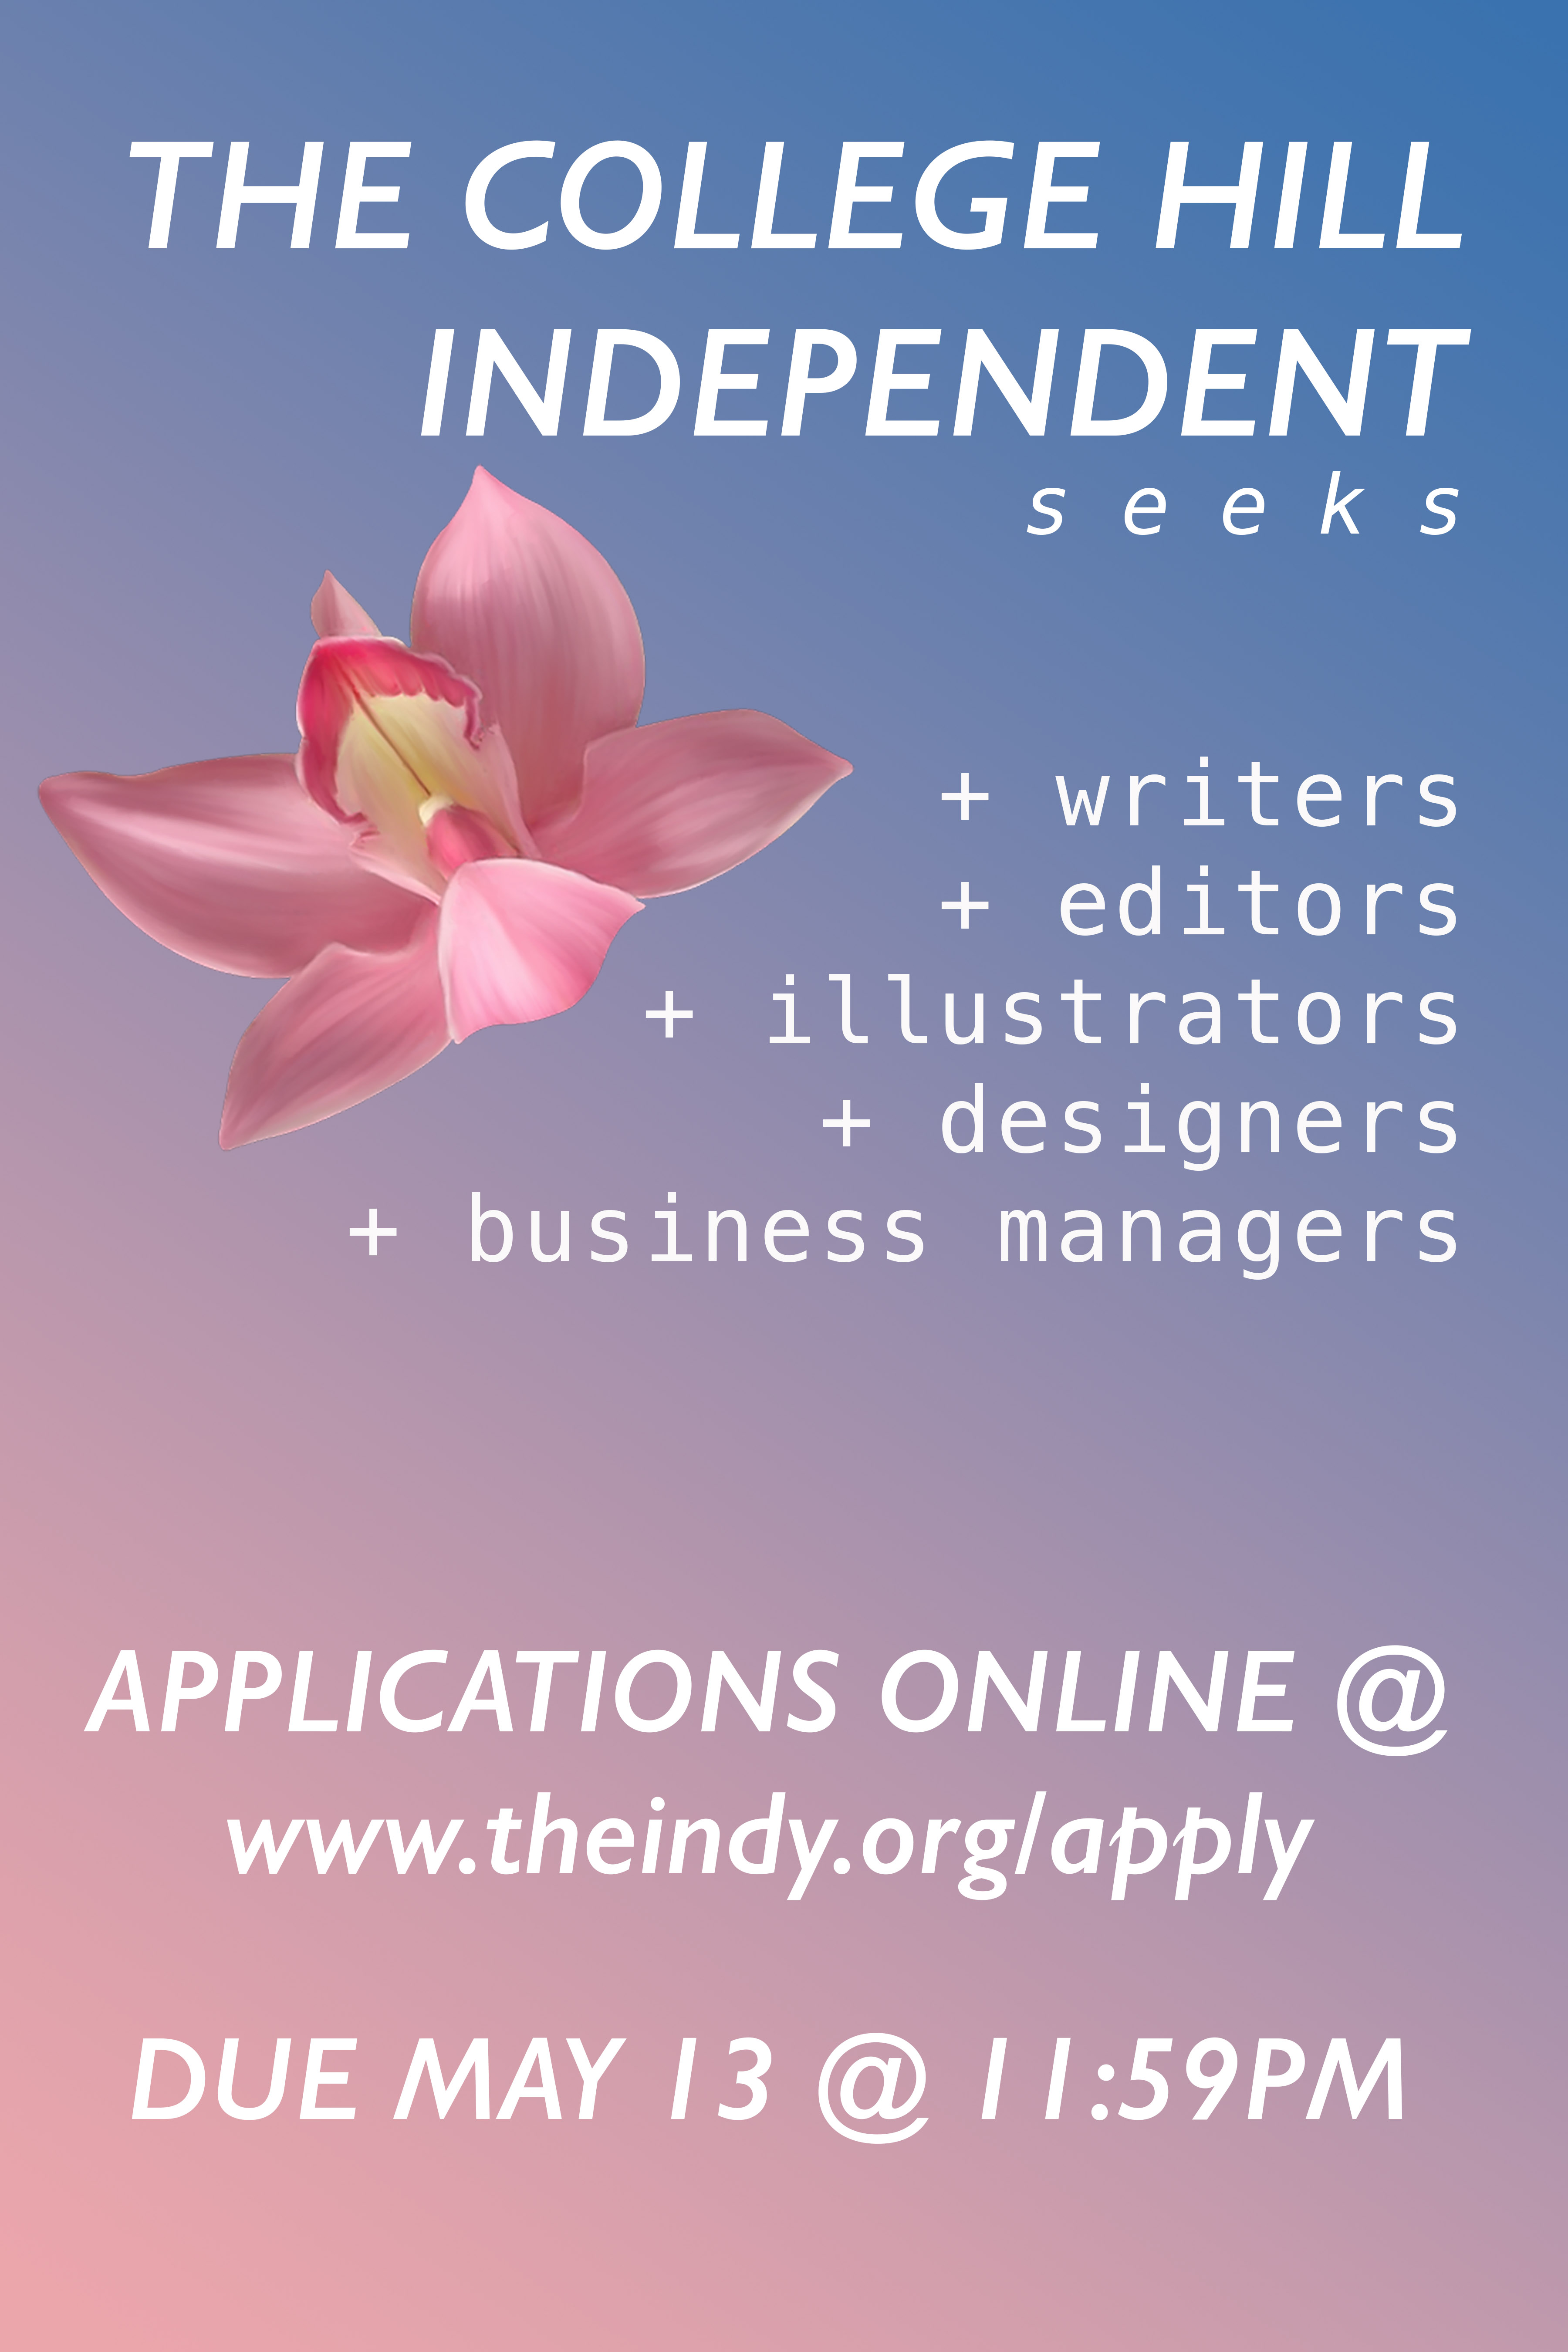 THE COLLEGE HILL
INDEPENDENT
seeks
+ writers
+ editors
+ illustrators
+ designers
+ business managers
APPLICATIONS ONLINE @
www.theindy.org/apply
DUE MAY 13 @ 11:59PM